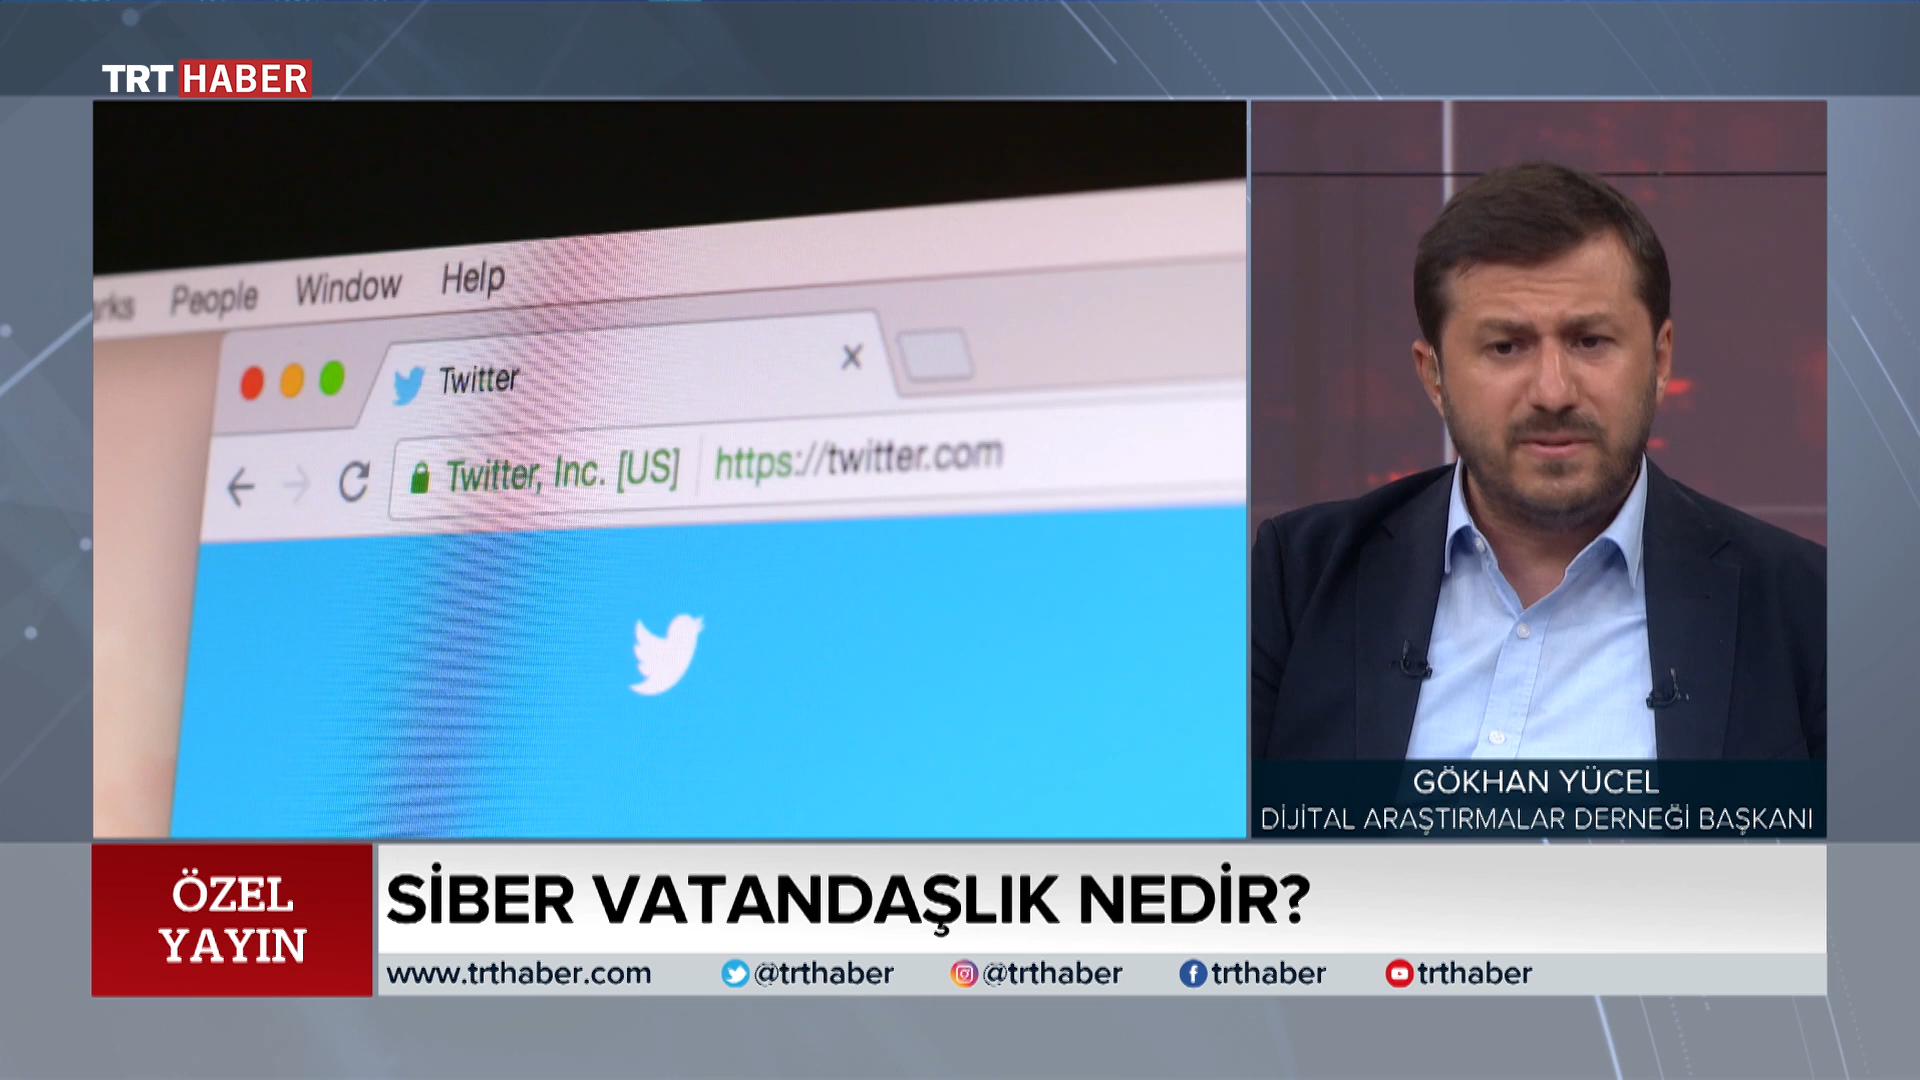 TRT HABER
People Window Help
Twitter
Twitter, Inc. [US] https://twitter.com
GÖKHAN YÜCEL
DİJİTAL ARAŞTIRMALAR DERNEĞİ BAŞKANI
ÖZEL
YAYIN
SİBER VATANDAŞLIK NEDİR?
www.trthaber.com @trthaber @trthaber trthaber trthaber